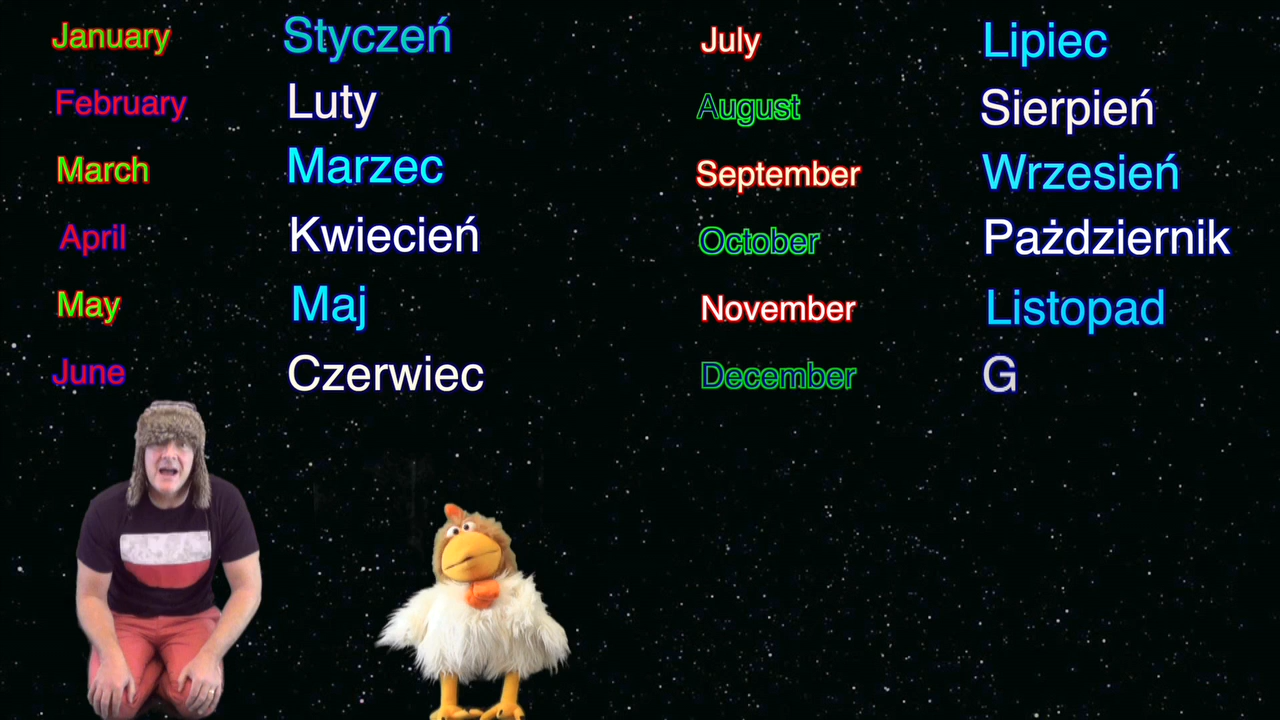 January Styczeń
February Luty
March Marzec
April Kwiecień
May Maj
June Czerwiec
July Lipiec
August Sierpień
September Wrzesień
October Pażdziernik
November Listopad
December G